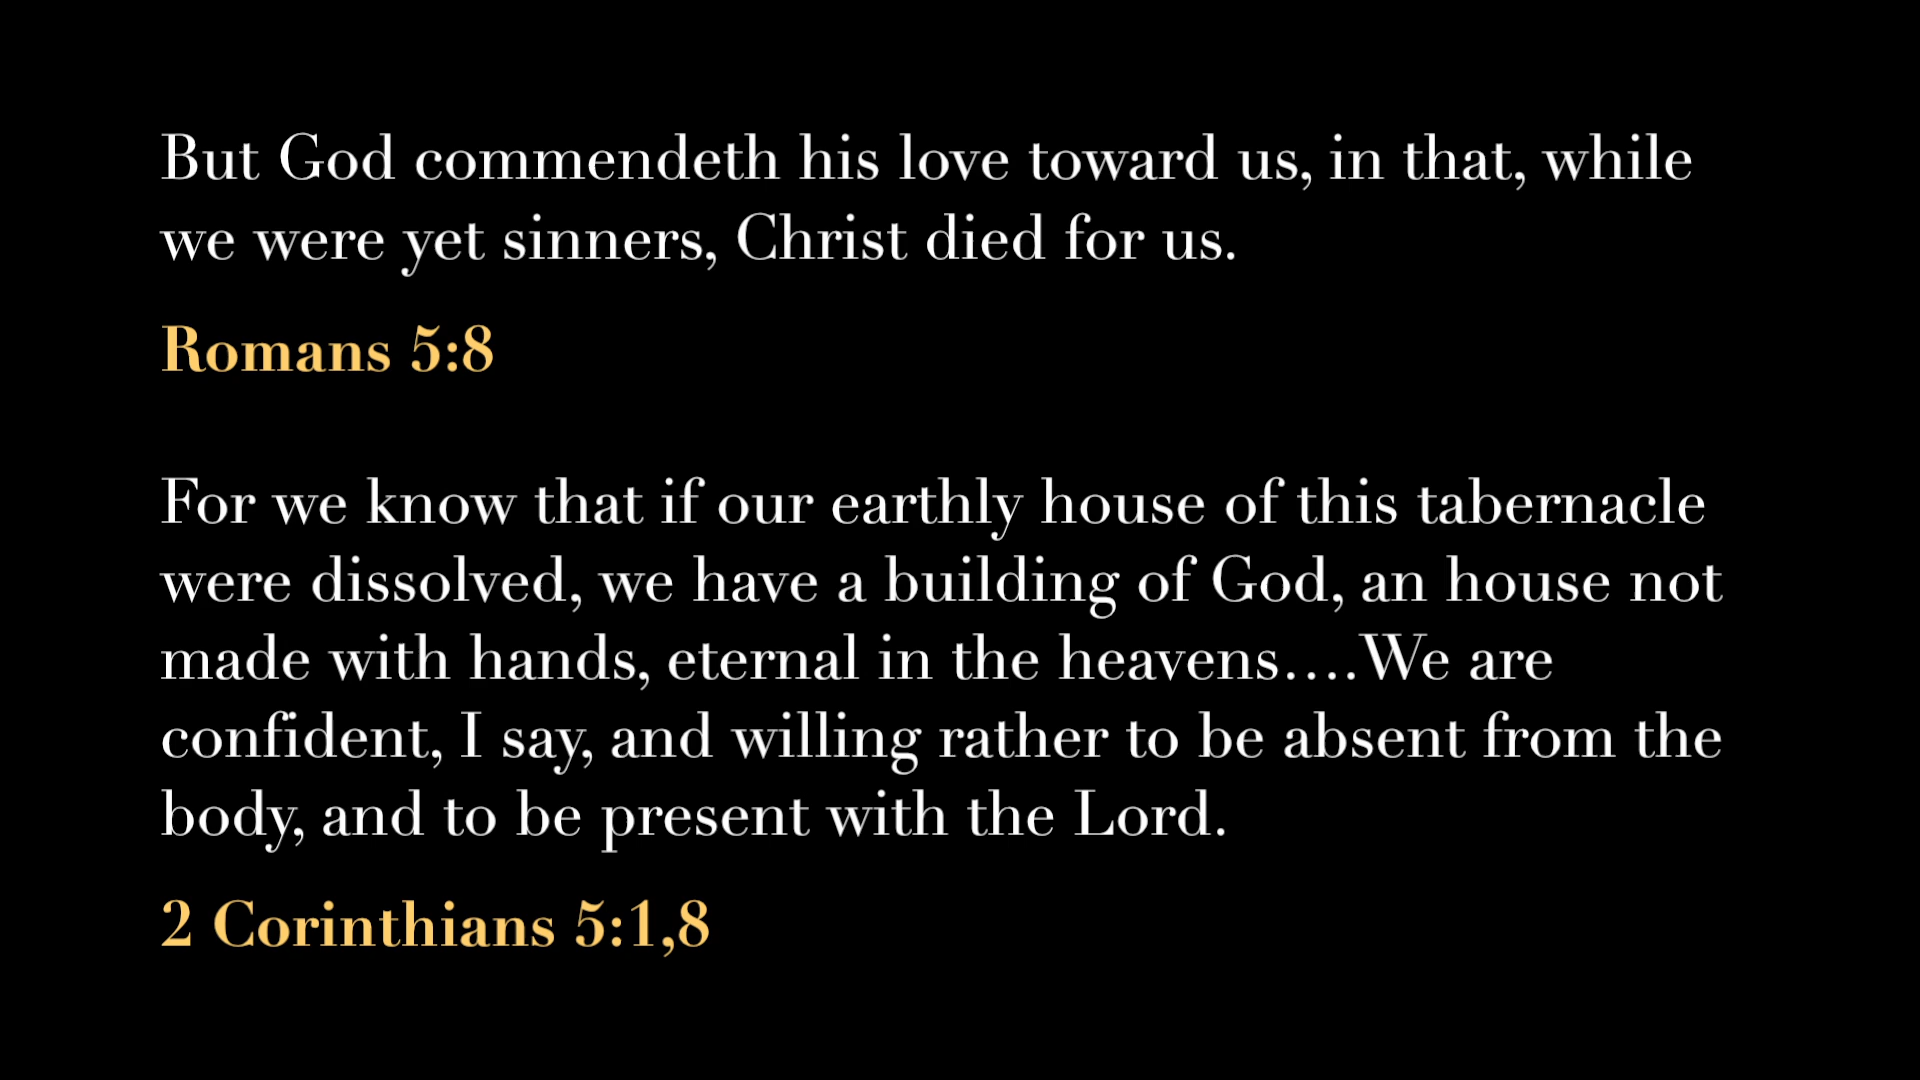 But God commendeth his love toward us, in that, while
we were yet sinners, Christ died for us.
Romans 5:8
For we know that if our earthly house of this tabernacle
were dissolved, we have a building of God, an house not
made with hands, eternal in the heavens….We are
confident, I say, and willing rather to be absent from the
body, and to be present with the Lord.
2 Corinthians 5:1,8